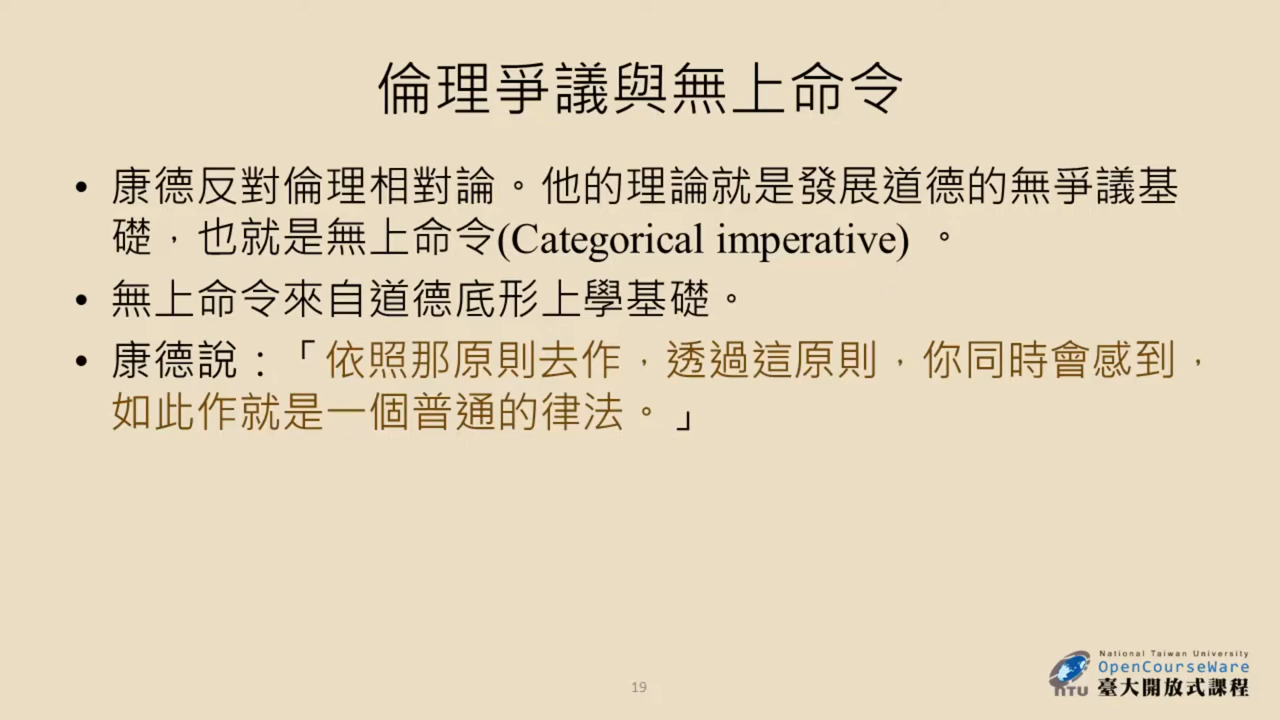 倫理爭議與無上命令
• 康德反對倫理相對論。他的理論就是發展道德的無爭議基
礎，也就是無上命令(Categorical imperative) 。
• 無上命令來自道德底形上學基礎。
• 康德說：「依照那原則去作，透過這原則，你同時會感到，
如此作就是一個普通的律法。」
19
National Taiwan University
OpenCourseWare
NTU 臺大開放式課程